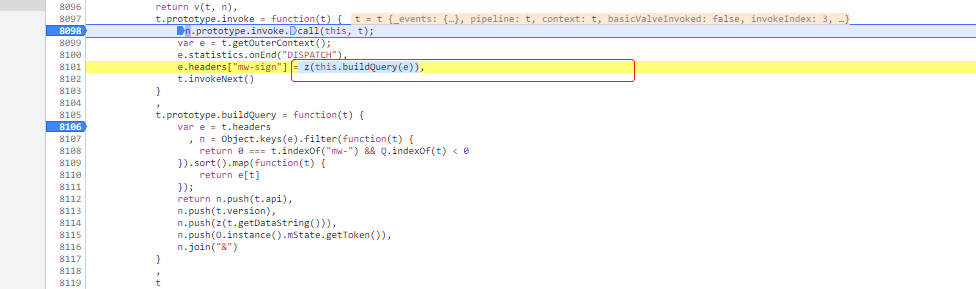 8096 return v(t, n),
8097 t.prototype.invoke = function(t) { t = t {_events: {…}, pipeline: t, context: t, basicValveInvoked: false, invokeIndex: 3, …}
8098 n.prototype.invoke.call(this, t);
8099 var e = t.getOuterContext();
8100 e.statistics.onEnd("DISPATCH"),
8101 e.headers["mw-sign"] = z(this.buildQuery(e)),
8102 t.invokeNext()
8103 }
8104 ,
8105 t.prototype.buildQuery = function(t) {
8106 var e = t.headers
8107 , n = Object.keys(e).filter(function(t) {
8108 return 0 === t.indexOf("mw-") && Q.indexOf(t) < 0
8109 }).sort().map(function(t) {
8110 return e[t]
8111 });
8112 return n.push(t.api),
8113 n.push(t.version),
8114 n.push(z(t.getDataString())),
8115 n.push(O.instance().mState.getToken()),
8116 n.join("&")
8117 }
8118 ,
8119 t